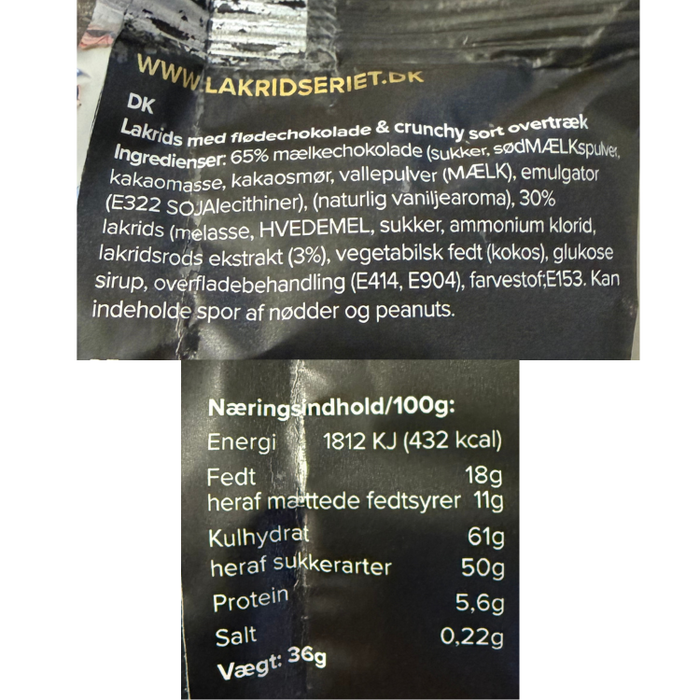 WWW.LAKRIDSERIET.DK
DK
Lakrids med flødechokolade & crunchy sort overtræk
Ingredienser: 65% mælkechokolade (sukker, sødMÆLKspulver,
kakaomasse, kakaosmør, vallepulver (MÆLK), emulgator
(E322 SOJAlecithiner), (naturlig vaniljearoma), 30%
lakrids (melasse, HVEDEMEL, sukker, ammonium klorid,
lakridsrods ekstrakt (3%), vegetabilsk fedt (kokos), glukose
sirup, overfladebehandling (E414, E904), farvestof;E153. Kan
indeholde spor af nødder og peanuts.
Næringsindhold/100g:
Energi 1812 KJ (432 kcal)
Fedt 18g
heraf mættede fedtsyrer 11g
Kulhydrat 61g
heraf sukkerarter 50g
Protein 5,6g
Salt 0,22g
Vægt: 36g